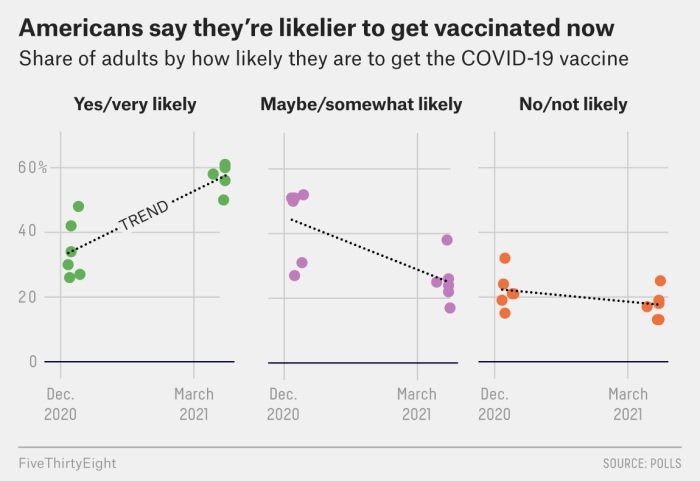 Americans say they're likelier to get vaccinated now
Share of adults by how likely they are to get the COVID-19 vaccine
Yes/very likely
Maybe/somewhat likely
No/not likely
60%
40
20
0
TREND
Dec.
2020
March
2021
Dec.
2020
March
2021
Dec.
2020
March
2021
FiveThirtyEight
SOURCE: POLLS